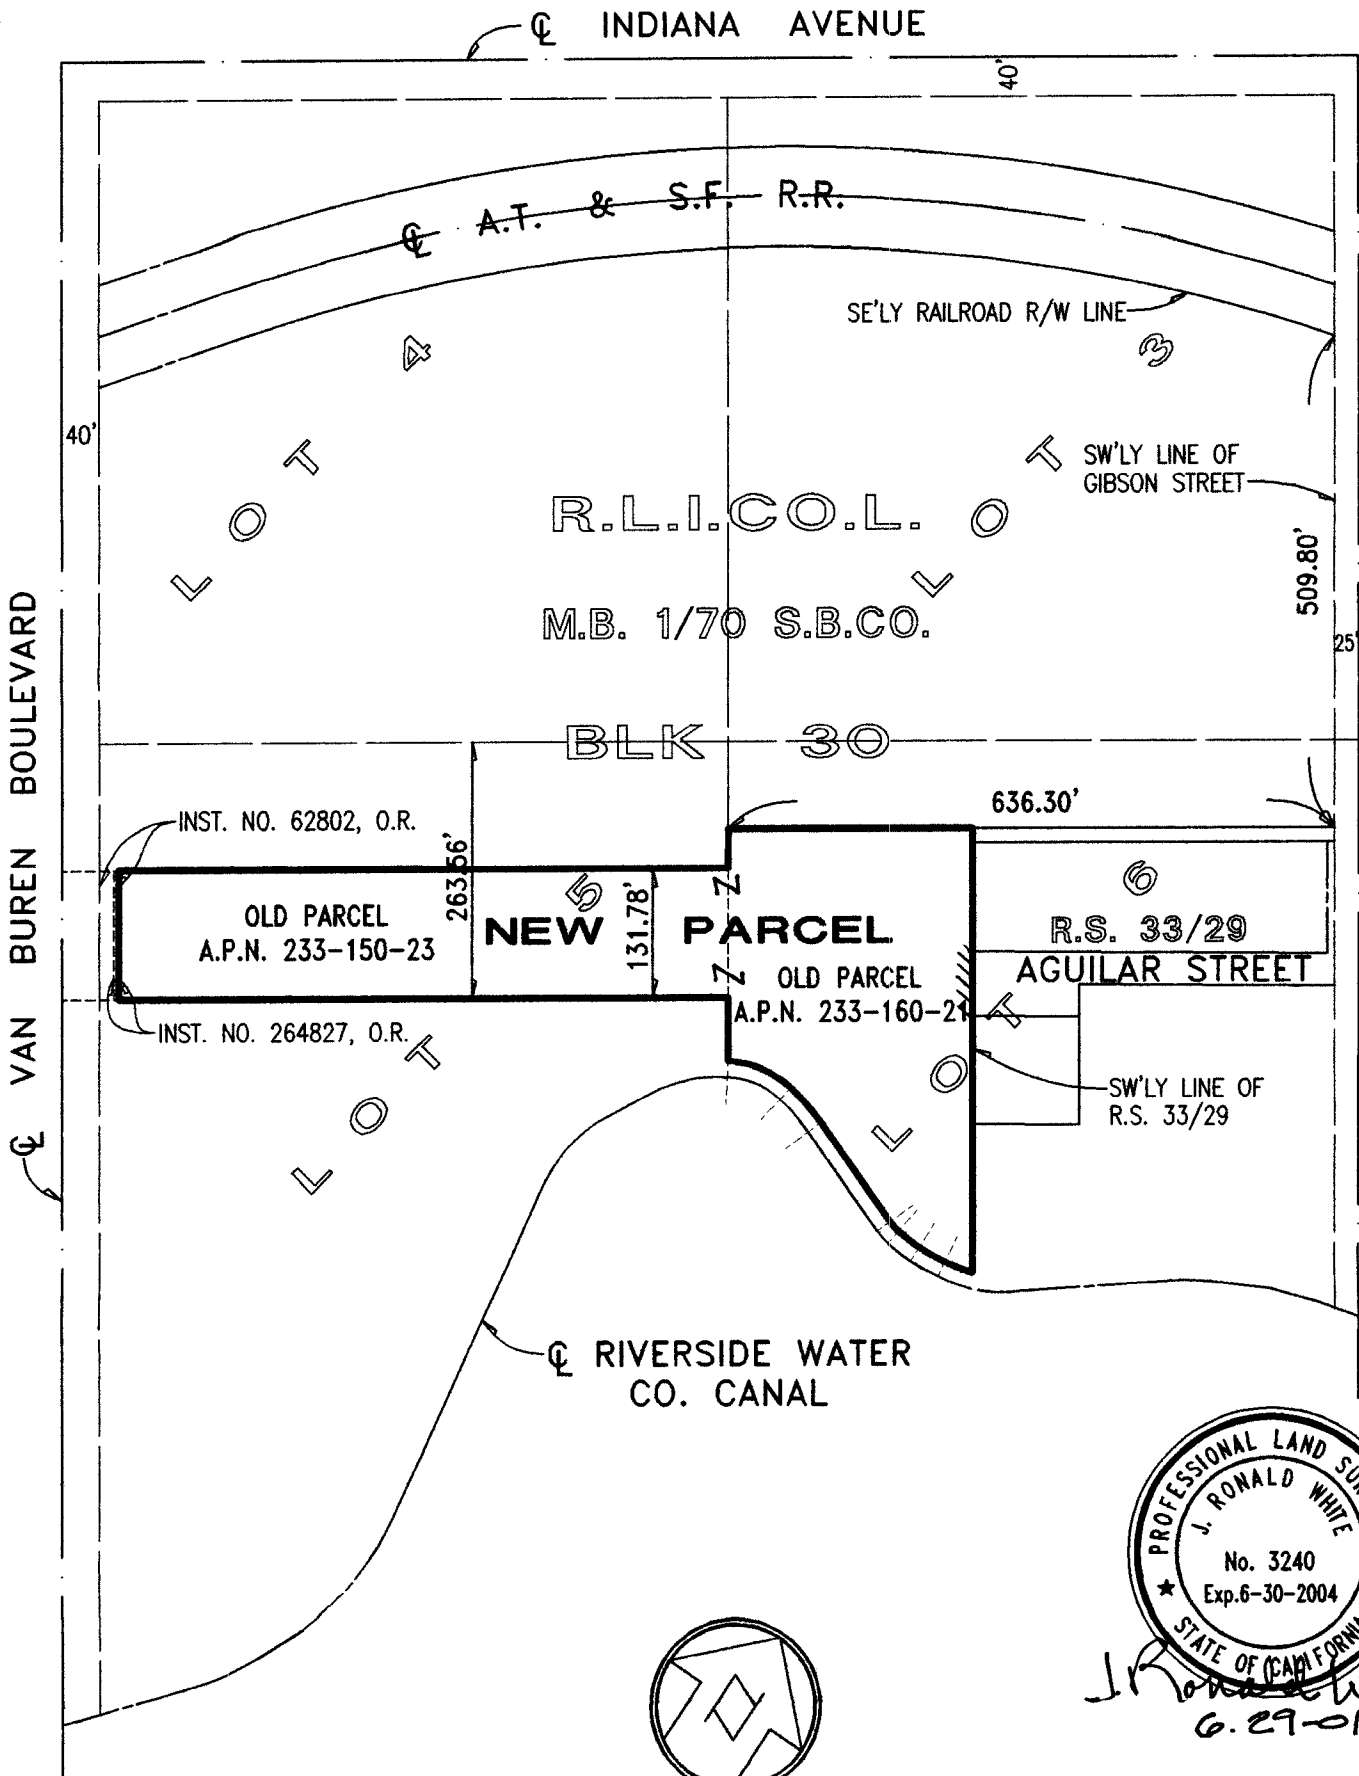 ℄ INDIANA AVENUE
40'
℄ A.T. & S.F. R.R.
SE'LY RAILROAD R/W LINE
LOT 4
LOT 3
40'
SW'LY LINE OF
GIBSON STREET
R.L.I.CO.L.
509.80'
M.B. 1/70 S.B.CO.
25'
℄ VAN BUREN BOULEVARD
BLK 30
636.30'
INST. NO. 62802, O.R.
263.56'
131.78'
OLD PARCEL
A.P.N. 233-150-23
NEW PARCEL
Z
Z
LOT 5
LOT 6
R.S. 33/29
AGUILAR STREET
OLD PARCEL
A.P.N. 233-160-21
INST. NO. 264827, O.R.
SW'LY LINE OF
R.S. 33/29
℄ RIVERSIDE WATER
CO. CANAL
PROFESSIONAL LAND
J. RONALD WHITE
No. 3240
Exp.6-30-2004
★ STATE OF CALIFORNIA
J. Ronald
6.29-01